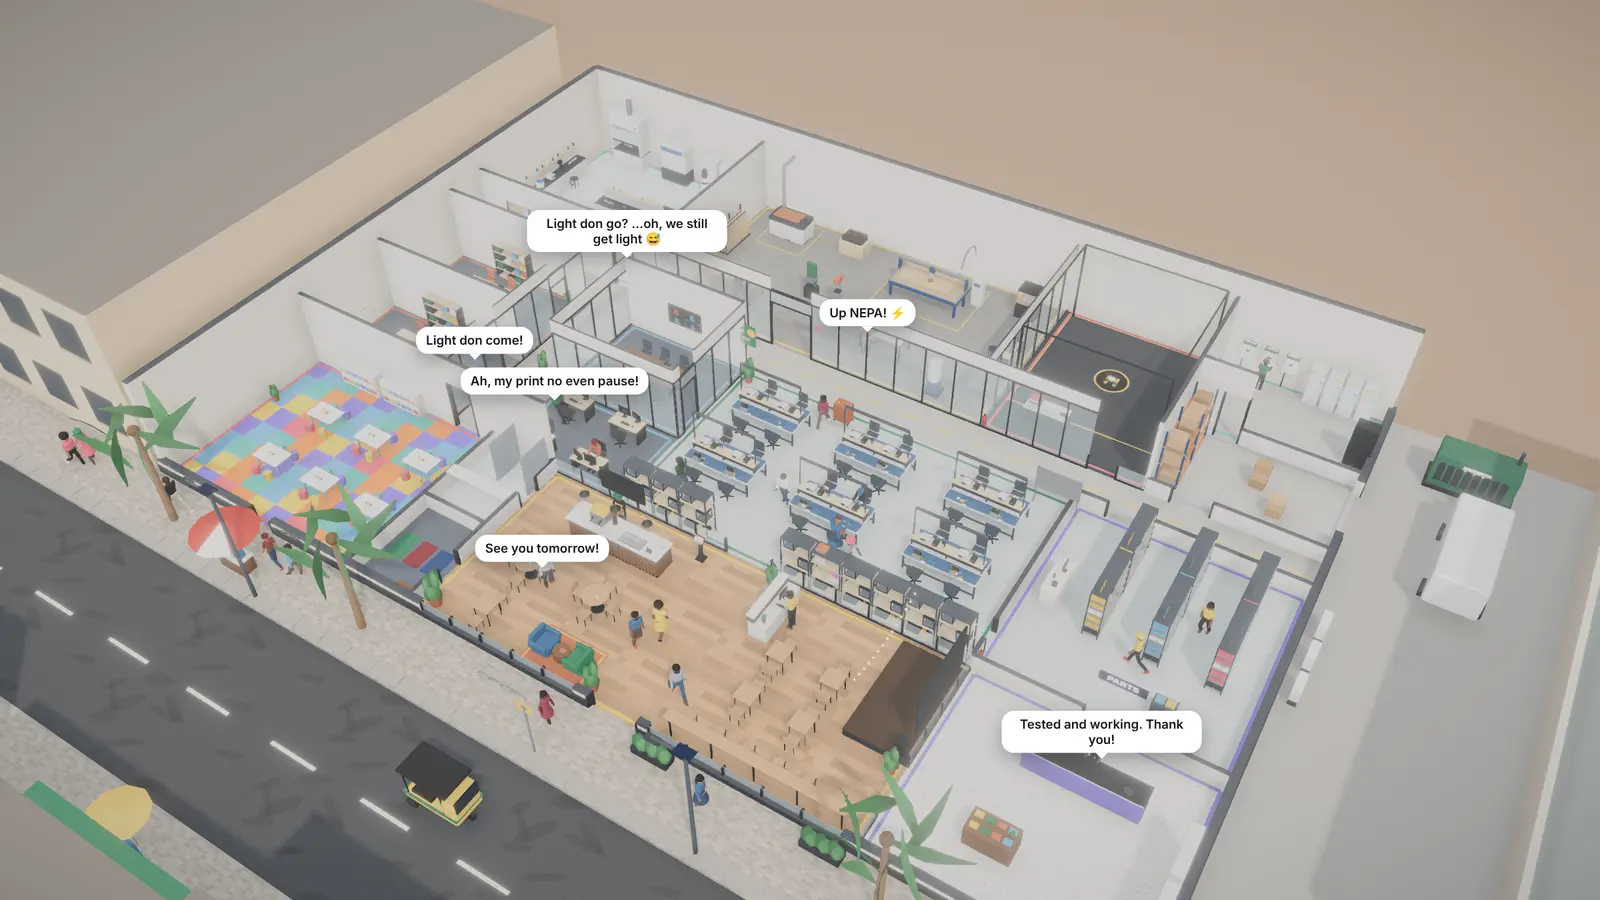 Light don go? ...oh, we still
get light 😅
Up NEPA! ⚡
Light don come!
Ah, my print no even pause!
See you tomorrow!
PARTS
Tested and working. Thank
you!